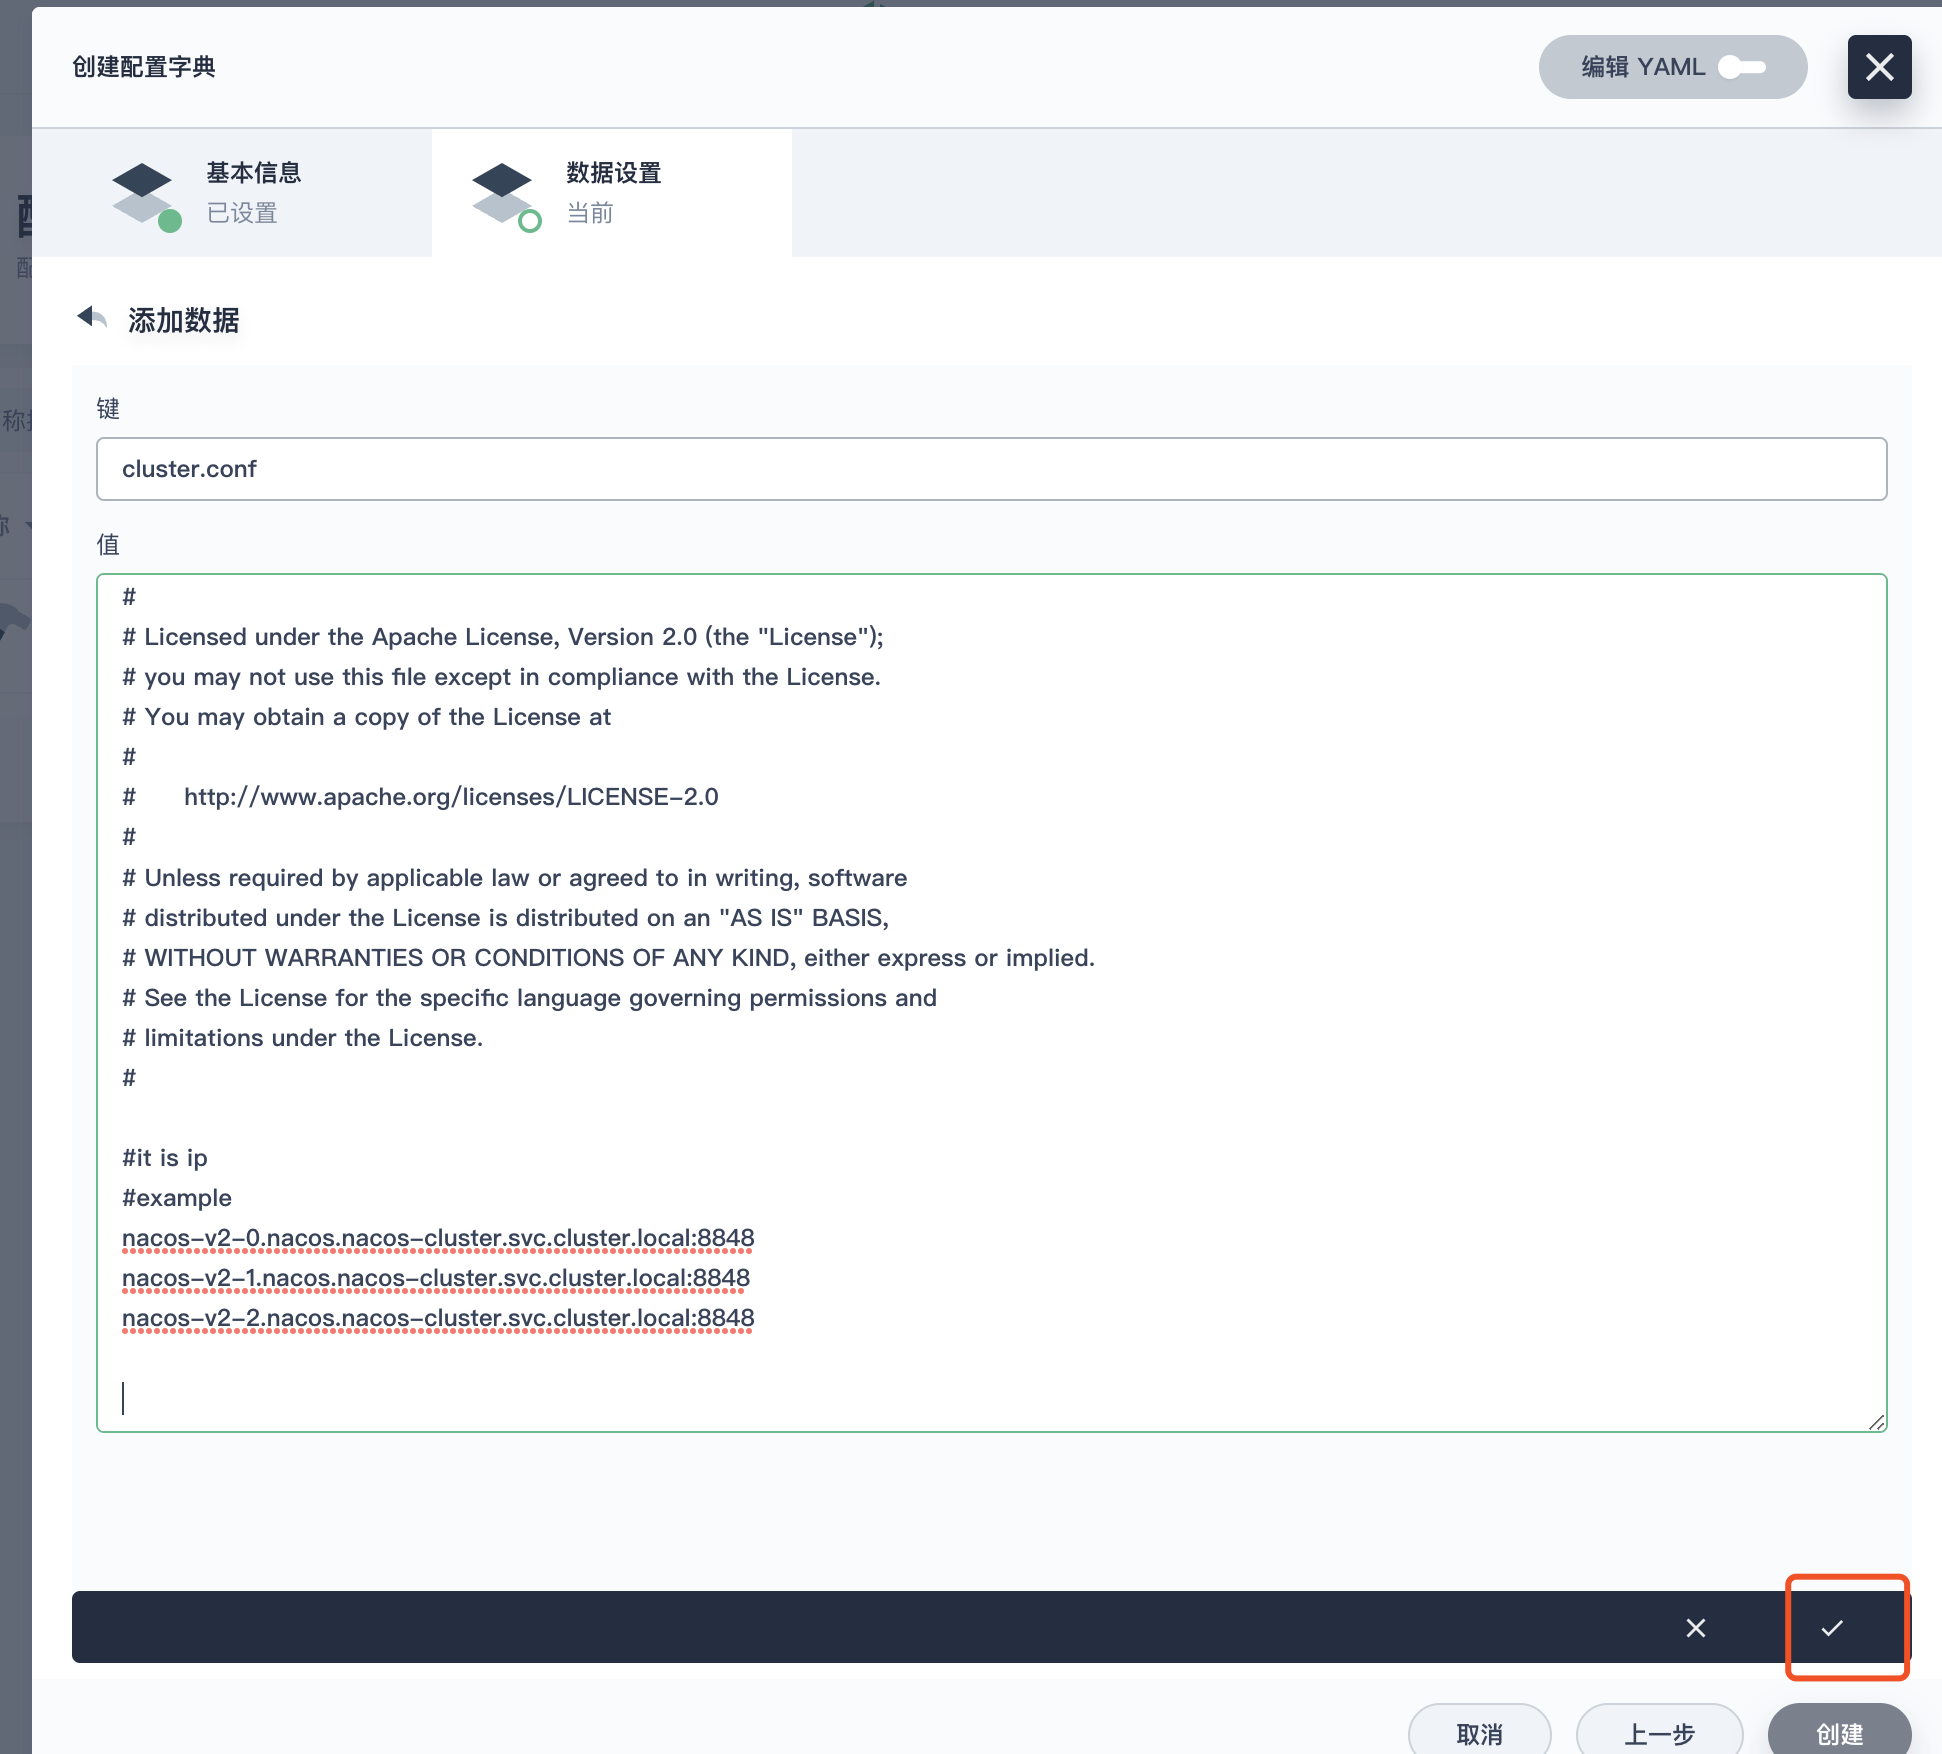 创建配置字典
编辑 YAML
基本信息
已设置
数据设置
当前
添加数据
键
cluster.conf
值
#
# Licensed under the Apache License, Version 2.0 (the "License");
# you may not use this file except in compliance with the License.
# You may obtain a copy of the License at
#
#       http://www.apache.org/licenses/LICENSE-2.0
#
# Unless required by applicable law or agreed to in writing, software
# distributed under the License is distributed on an "AS IS" BASIS,
# WITHOUT WARRANTIES OR CONDITIONS OF ANY KIND, either express or implied.
# See the License for the specific language governing permissions and
# limitations under the License.
#
#it is ip
#example
nacos-v2-0.nacos.nacos-cluster.svc.cluster.local:8848
nacos-v2-1.nacos.nacos-cluster.svc.cluster.local:8848
nacos-v2-2.nacos.nacos-cluster.svc.cluster.local:8848
取消
上一步
创建